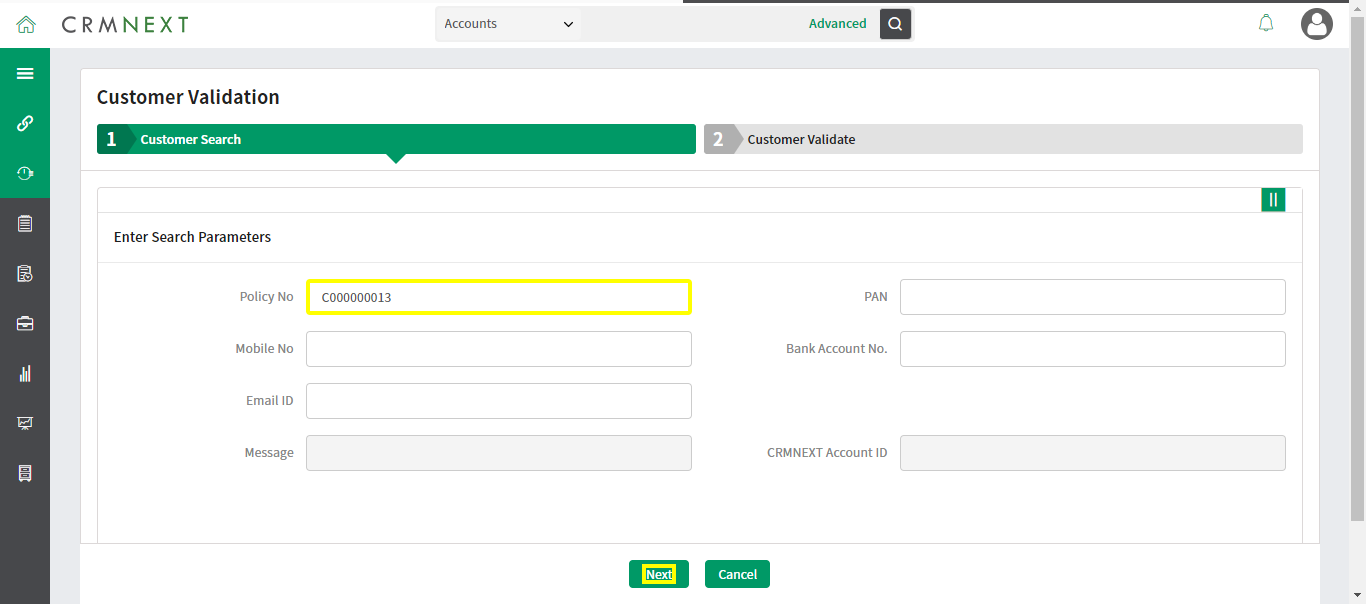 CRMNEXT
Accounts
Advanced
Customer Validation
1 Customer Search
2 Customer Validate
Enter Search Parameters
Policy No C000000013 PAN
Mobile No Bank Account No.
Email ID
Message CRMNEXT Account ID
Next Cancel